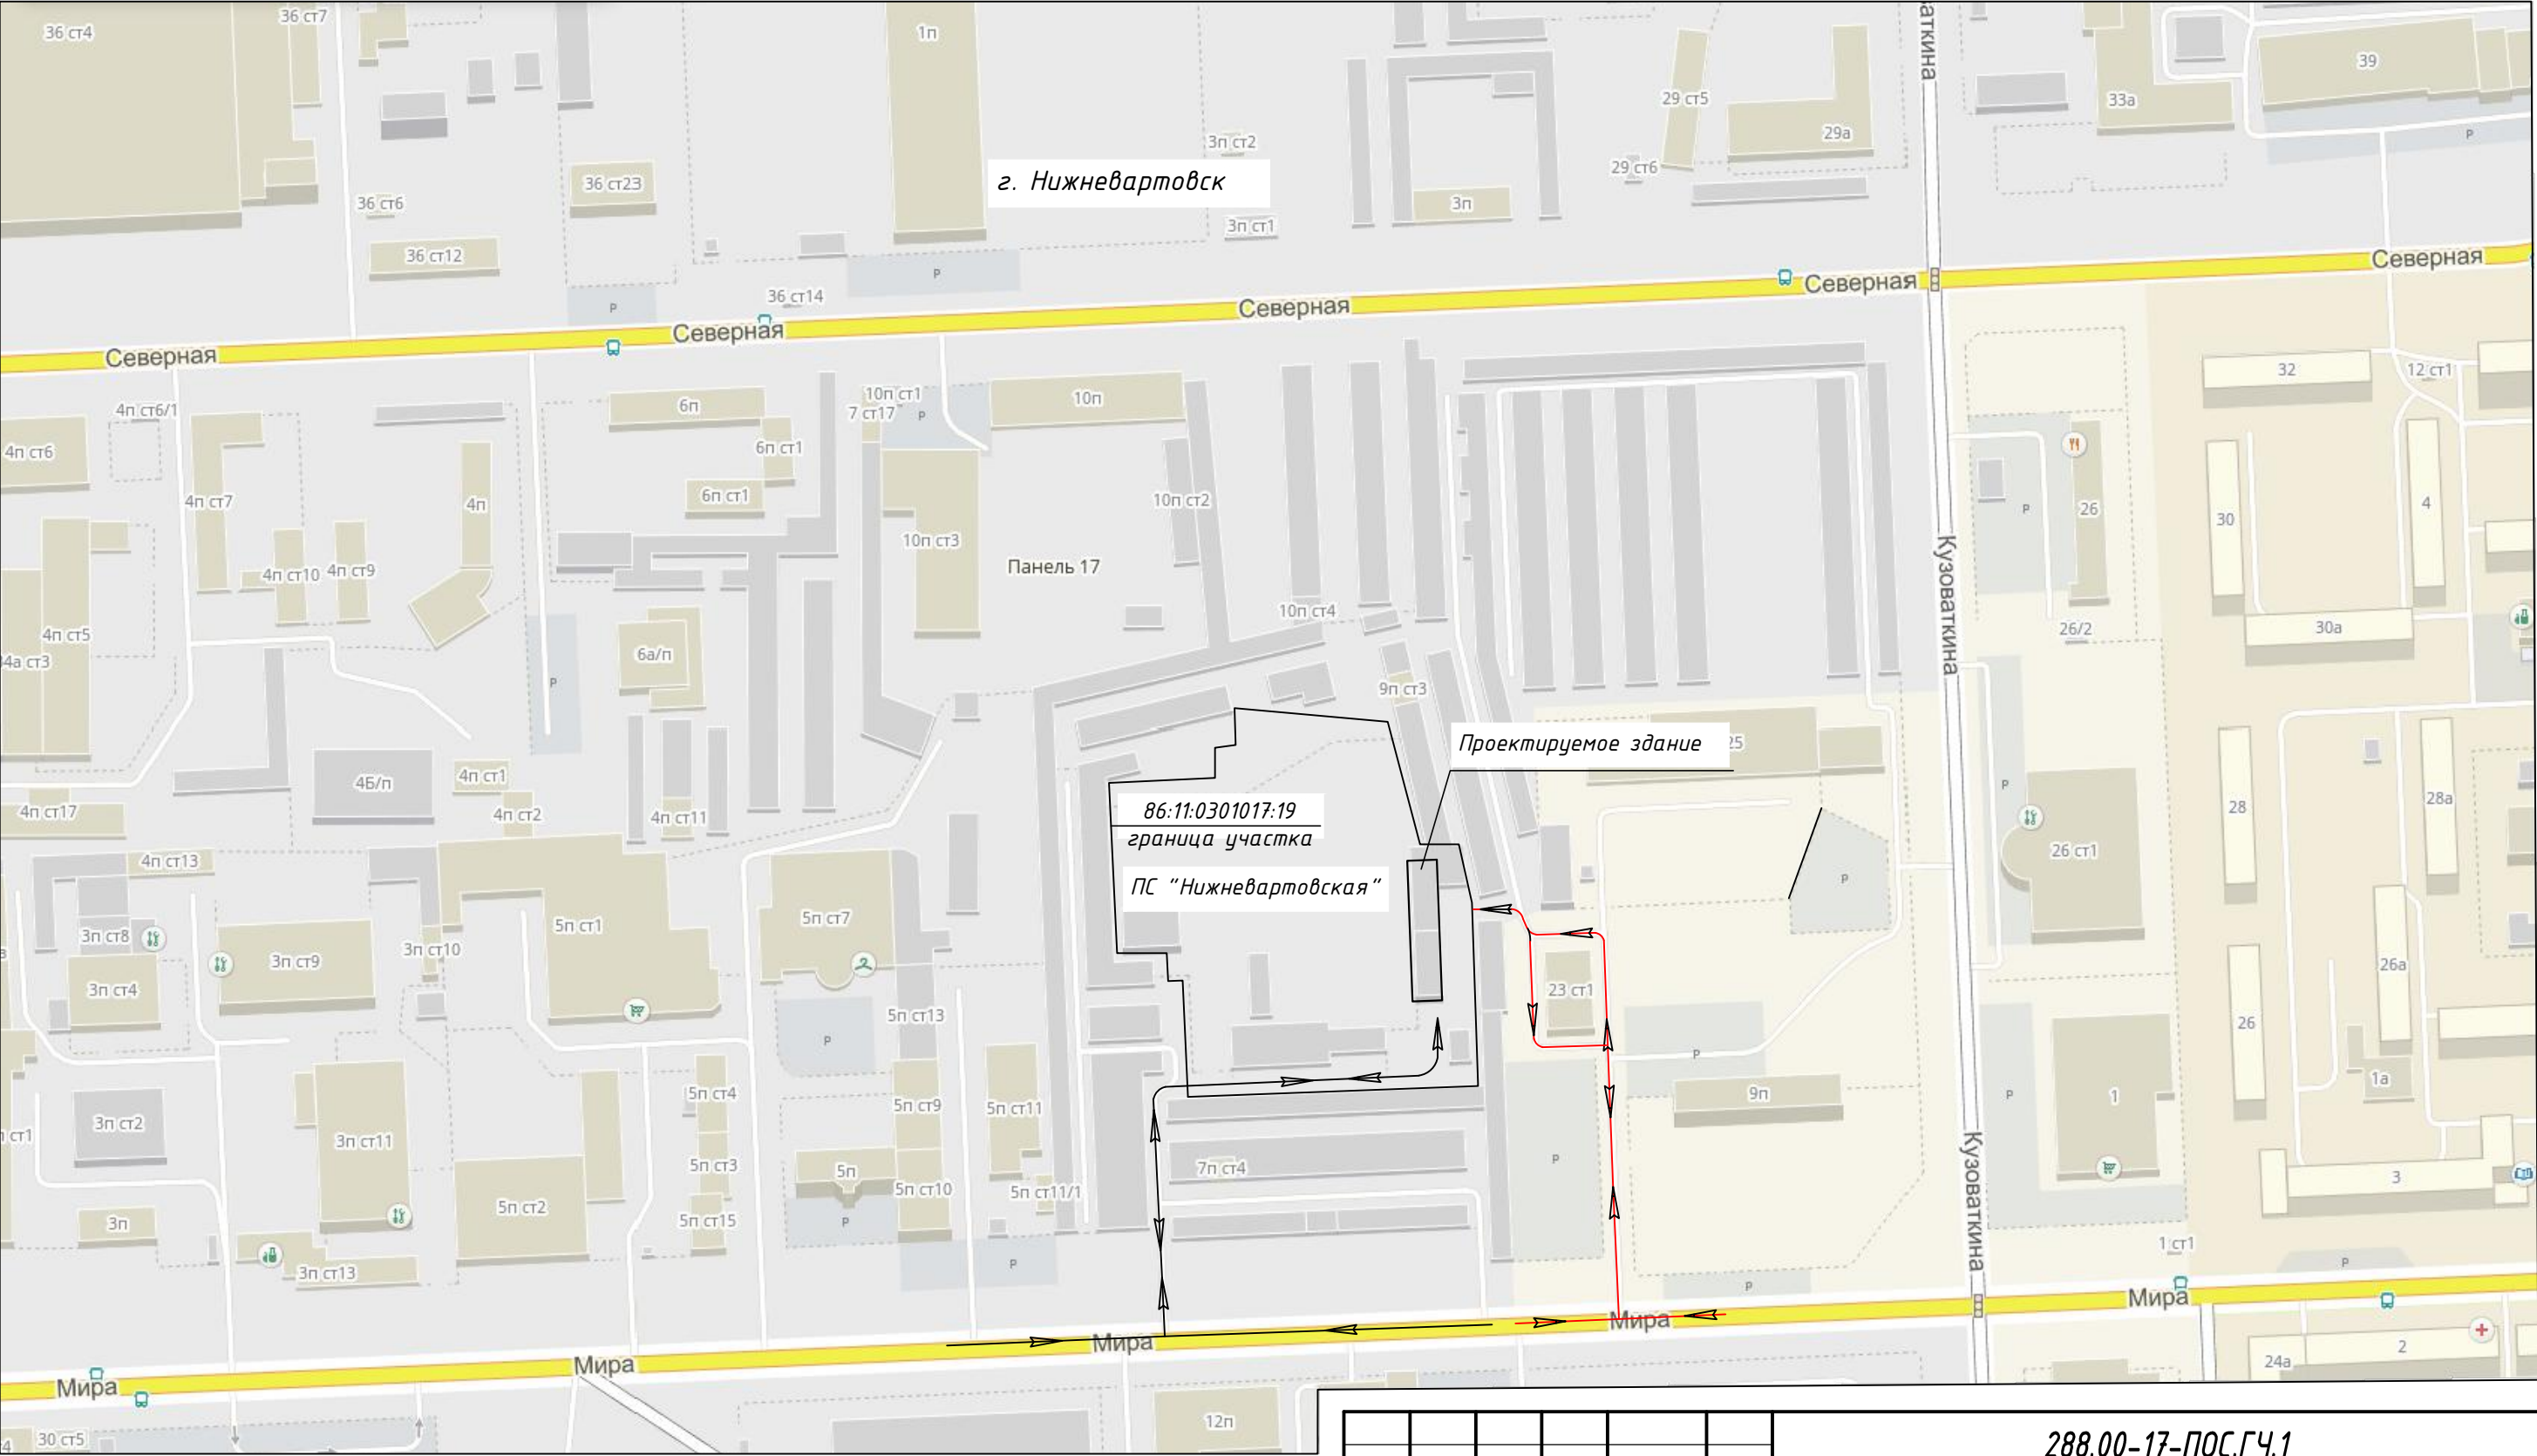 36 ст4
36 ст7
1п
аткина
39
33а
29 ст5
29а
3п ст2
29 ст6
г. Нижневартовск
36 ст23
36 ст6
3п
3п ст1
36 ст12
P
P
P
36 ст14
Северная
Северная
Северная
Северная
Северная
32
12 ст1
10п ст1
7 ст17
P
10п
6п
4п ст6/1
4п ст6
6п ст1
6п ст1
4п ст7
4п
10п ст2
10п ст3
P
26
30
4
Кузоваткина
Панель 17
4п ст10
4п ст9
10п ст4
26/2
30а
4п ст5
4а ст3
6а/п
P
9п ст3
Проектируемое здание
25
4Б/п
4п ст1
4п ст2
4п ст17
4п ст11
P
28
28а
86:11:0301017:19
граница участка
ПС "Нижневартовская"
26 ст1
P
4п ст13
5п ст7
5п ст1
3п ст8
3п ст9
3п ст10
3п ст4
23 ст1
26а
26
5п ст13
P
P
1а
1
P
9п
3п ст2
ст1
3п ст11
5п ст4
5п ст9
5п ст11
5п ст3
5п
5п ст10
5п ст11/1
7п ст4
P
3
Кузоваткина
5п ст2
5п ст15
P
3п
3п ст13
P
P
1 ст1
P
Мира
Мира
Мира
Мира
Мира
24а
2
12п
30 ст5
288.00-17-ПОС.ГЧ.1